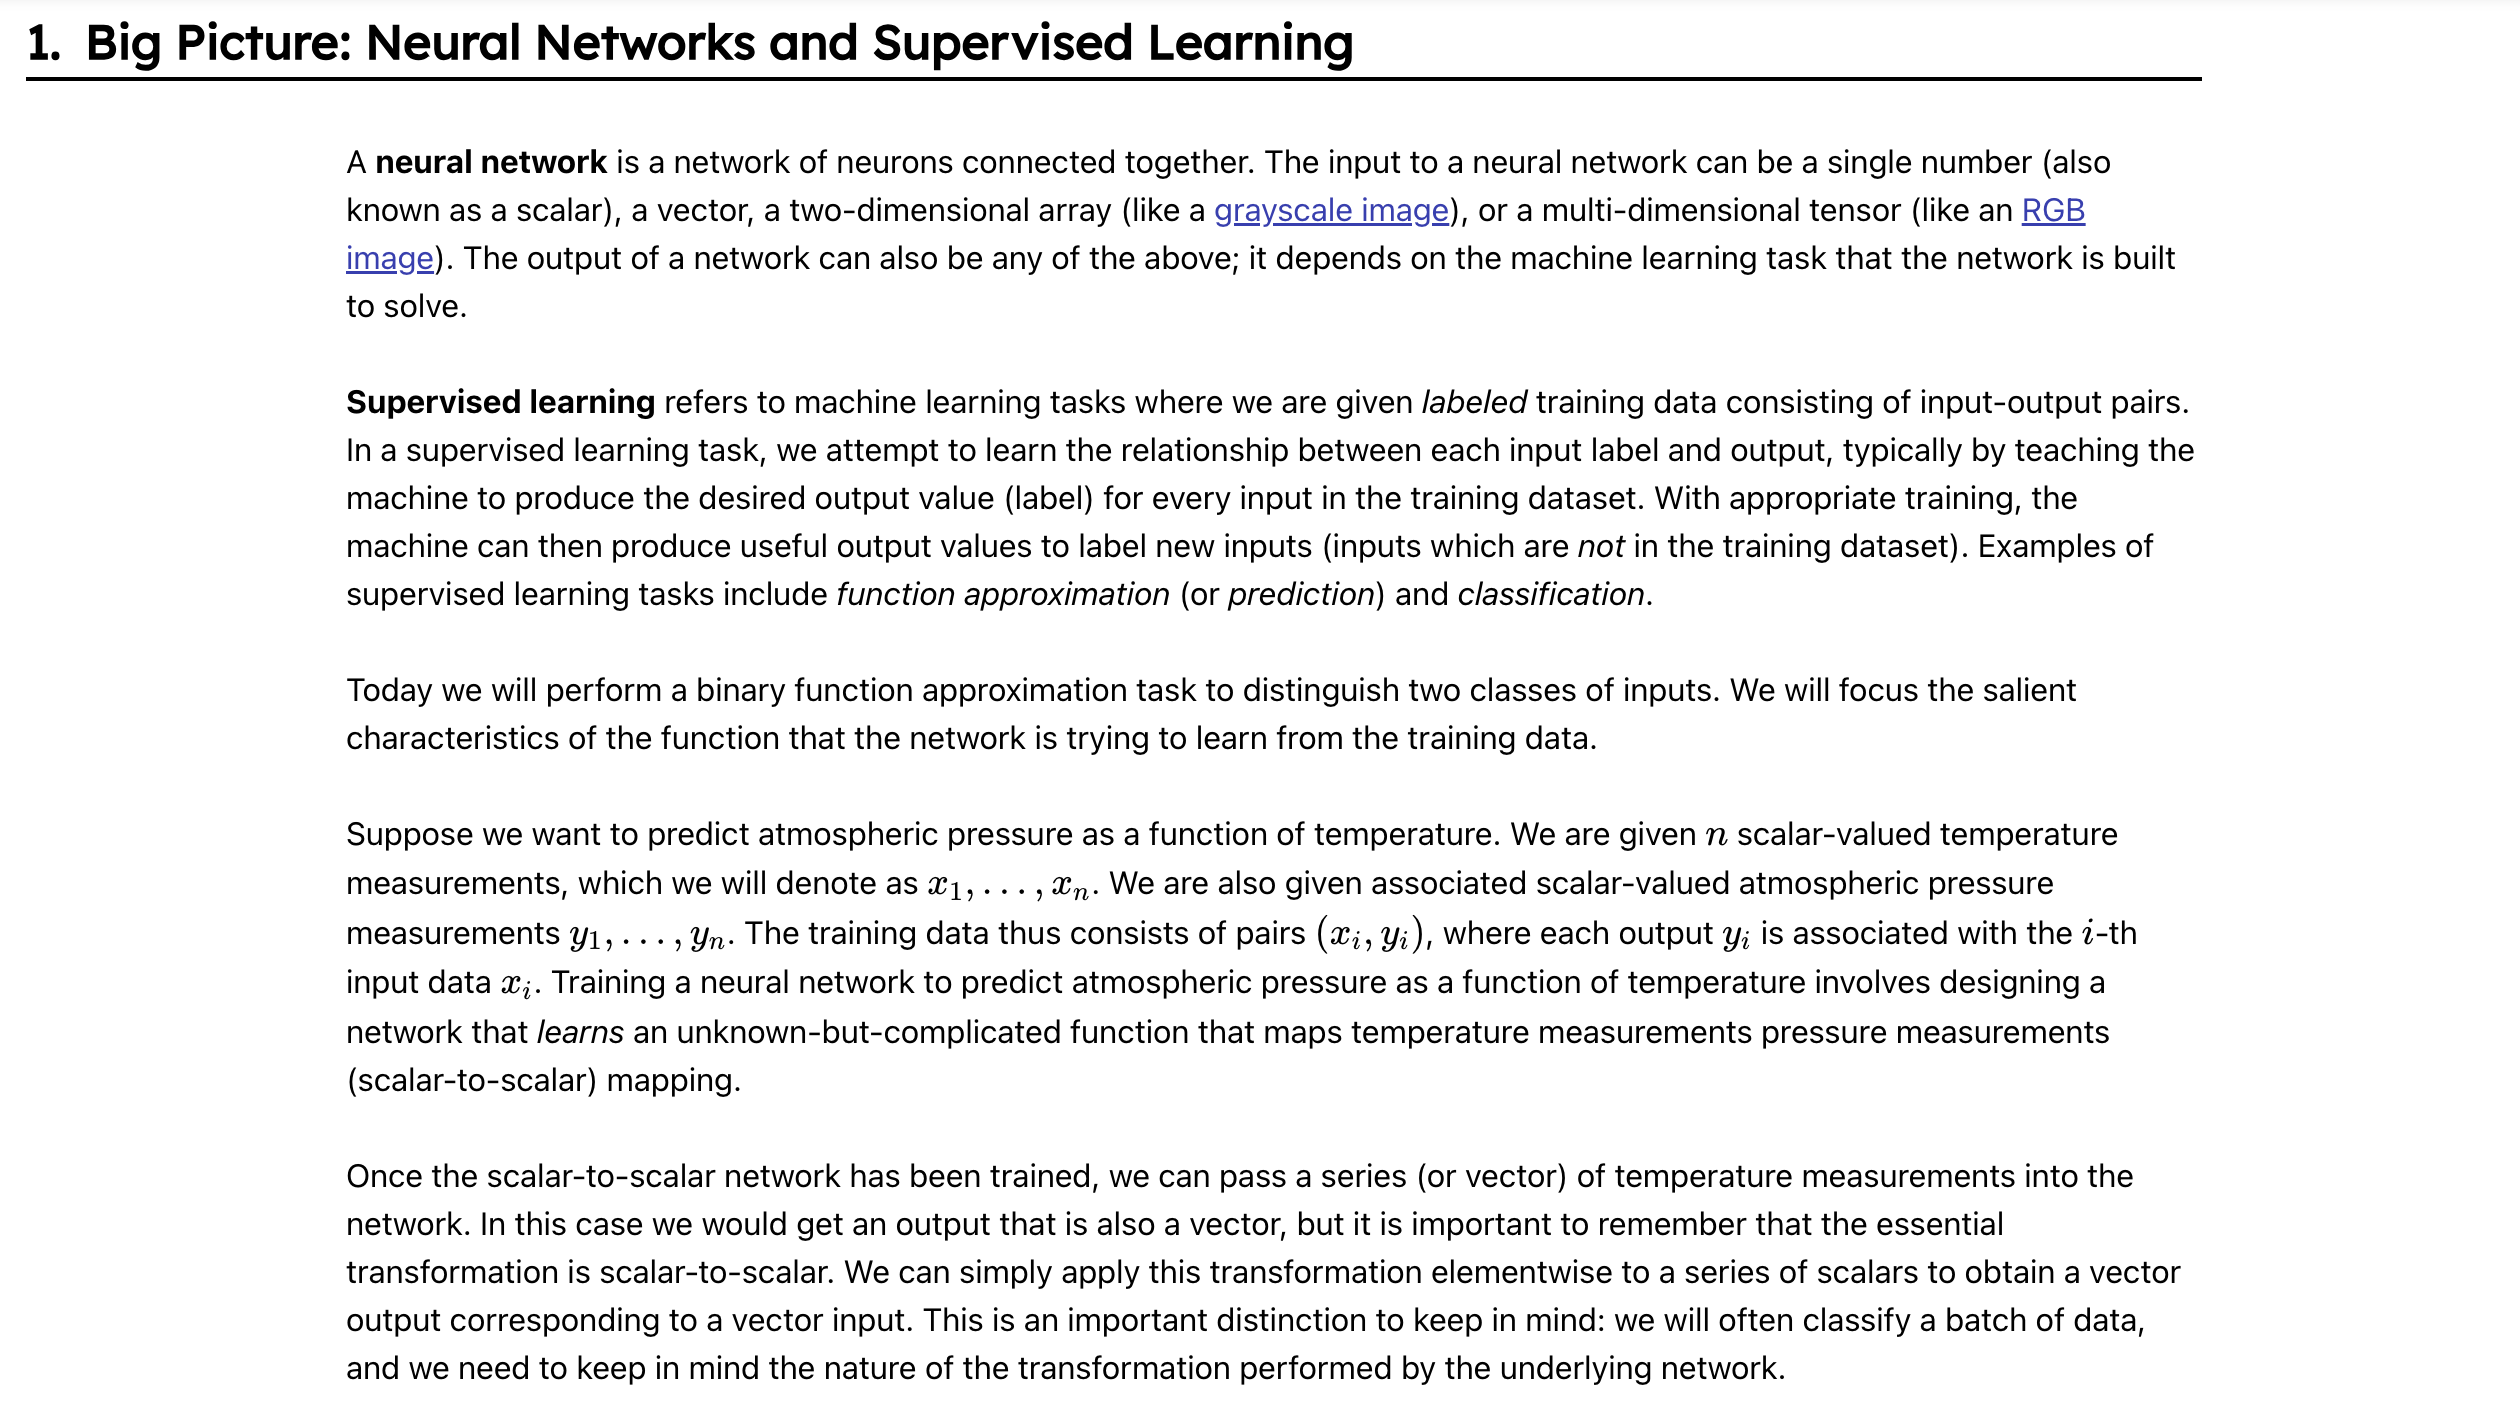 1. Big Picture: Neural Networks and Supervised Learning
A neural network is a network of neurons connected together. The input to a neural network can be a single number (also
known as a scalar), a vector, a two-dimensional array (like a grayscale image), or a multi-dimensional tensor (like an RGB
image). The output of a network can also be any of the above; it depends on the machine learning task that the network is built
to solve.
Supervised learning refers to machine learning tasks where we are given labeled training data consisting of input-output pairs.
In a supervised learning task, we attempt to learn the relationship between each input label and output, typically by teaching the
machine to produce the desired output value (label) for every input in the training dataset. With appropriate training, the
machine can then produce useful output values to label new inputs (inputs which are not in the training dataset). Examples of
supervised learning tasks include function approximation (or prediction) and classification.
Today we will perform a binary function approximation task to distinguish two classes of inputs. We will focus the salient
characteristics of the function that the network is trying to learn from the training data.
Suppose we want to predict atmospheric pressure as a function of temperature. We are given n scalar-valued temperature
measurements, which we will denote as x₁, . . . , xₙ. We are also given associated scalar-valued atmospheric pressure
measurements y₁, . . . , yₙ. The training data thus consists of pairs (xᵢ, yᵢ), where each output yᵢ is associated with the i-th
input data xᵢ. Training a neural network to predict atmospheric pressure as a function of temperature involves designing a
network that learns an unknown-but-complicated function that maps temperature measurements pressure measurements
(scalar-to-scalar) mapping.
Once the scalar-to-scalar network has been trained, we can pass a series (or vector) of temperature measurements into the
network. In this case we would get an output that is also a vector, but it is important to remember that the essential
transformation is scalar-to-scalar. We can simply apply this transformation elementwise to a series of scalars to obtain a vector
output corresponding to a vector input. This is an important distinction to keep in mind: we will often classify a batch of data,
and we need to keep in mind the nature of the transformation performed by the underlying network.